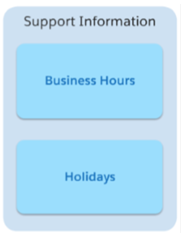 Support Information
Business Hours
Holidays